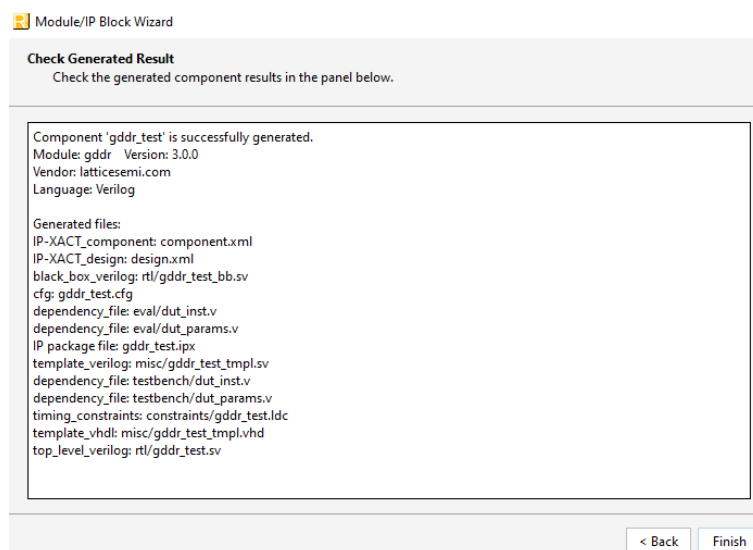 Module/IP Block Wizard
Check Generated Result
Check the generated component results in the panel below.
Component 'gddr_test' is successfully generated.
Module: gddr Version: 3.0.0
Vendor: latticesemi.com
Language: Verilog
Generated files:
IP-XACT_component: component.xml
IP-XACT_design: design.xml
black_box_verilog: rtl/gddr_test_bb.sv
cfg: gddr_test.cfg
dependency_file: eval/dut_inst.v
dependency_file: eval/dut_params.v
IP package file: gddr_test.ipx
template_verilog: misc/gddr_test_tmpl.sv
dependency_file: testbench/dut_inst.v
dependency_file: testbench/dut_params.v
timing_constraints: constraints/gddr_test.ldc
template_vhdl: misc/gddr_test_tmpl.vhd
top_level_verilog: rtl/gddr_test.sv
< Back Finish